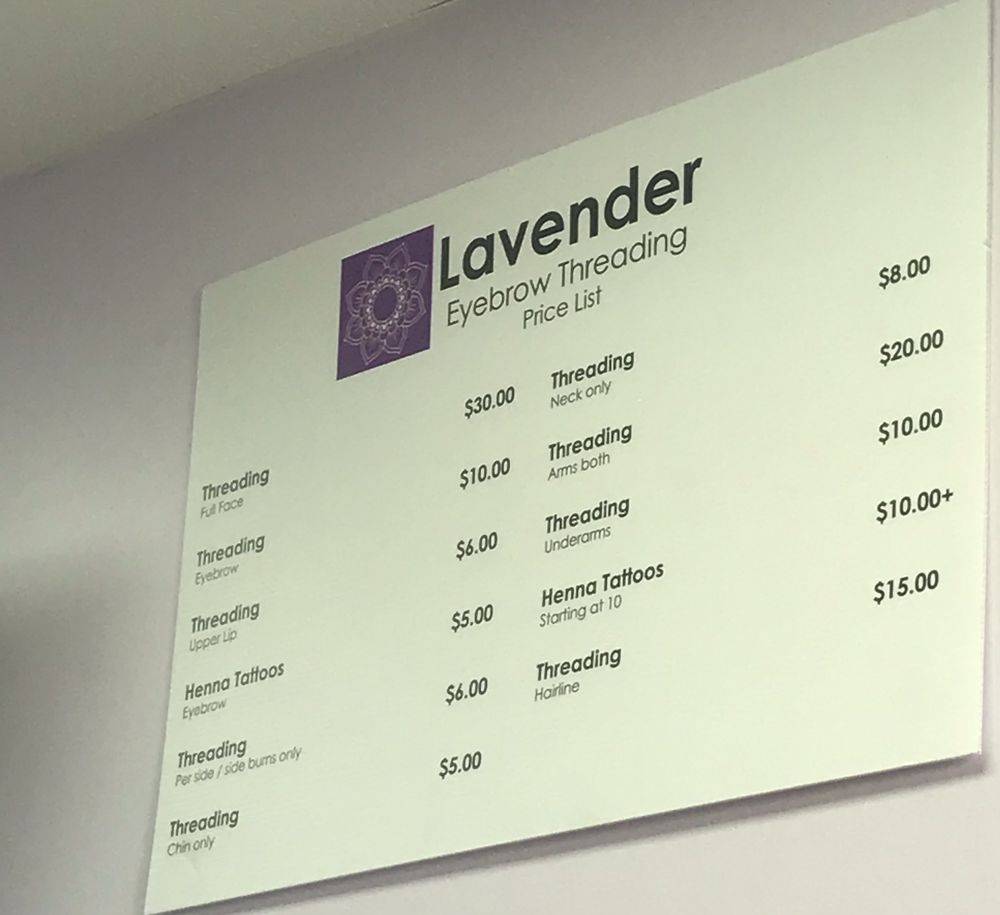 Lavender
Eyebrow Threading
Price List
Threading $30.00
Full Face
Threading $10.00
Eyebrow
Threading $6.00
Upper Lip
Henna Tattoos $5.00
Eyebrow
Threading $6.00
Per side / side burns only
Threading $5.00
Chin only
Threading $8.00
Neck only
Threading $20.00
Arms both
Threading $10.00
Underarms
Henna Tattoos $10.00+
Starting at 10
Threading $15.00
Hairline